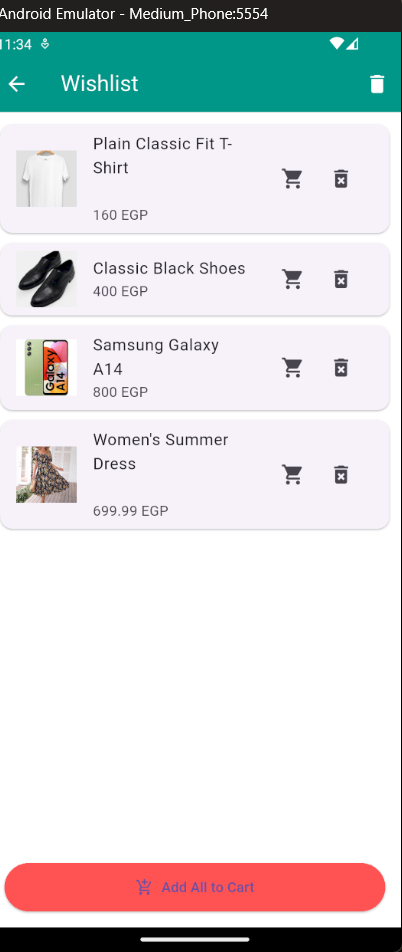 Android Emulator - Medium_Phone:5554
11:34
Wishlist
Plain Classic Fit T-
Shirt
160 EGP
Classic Black Shoes
400 EGP
Galaxy
A14
Samsung Galaxy
A14
800 EGP
Women's Summer
Dress
699.99 EGP
Add All to Cart